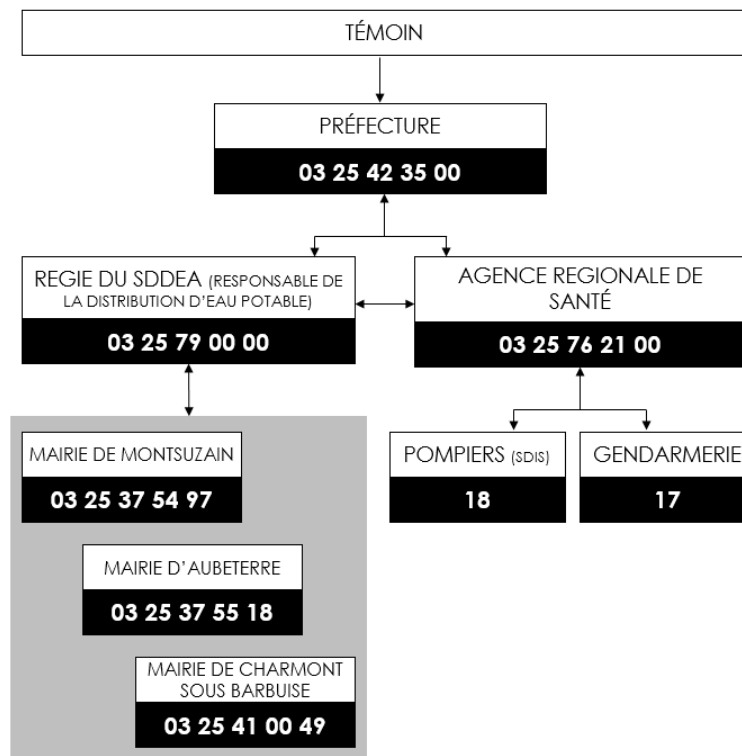 TÉMOIN
PRÉFECTURE
03 25 42 35 00
REGIE DU SDDEA (RESPONSABLE DE
LA DISTRIBUTION D'EAU POTABLE)
03 25 79 00 00
AGENCE REGIONALE DE
SANTÉ
03 25 76 21 00
MAIRIE DE MONTSUZAIN
03 25 37 54 97
POMPIERS (SDIS)
18
GENDARMERIE
17
MAIRIE D'AUBETERRE
03 25 37 55 18
MAIRIE DE CHARMONT
SOUS BARBUISE
03 25 41 00 49